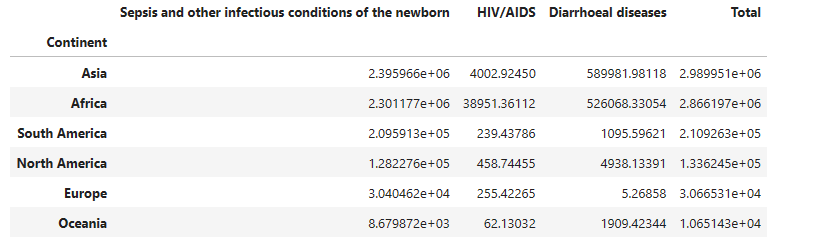 Sepsis and other infectious conditions of the newborn HIV/AIDS Diarrhoeal diseases Total
Continent
Asia 2.395966e+06 4002.92450 589981.98118 2.989951e+06
Africa 2.301177e+06 38951.36112 526068.33054 2.866197e+06
South America 2.095913e+05 239.43786 1095.59621 2.109263e+05
North America 1.282276e+05 458.74455 4938.13391 1.336245e+05
Europe 3.040462e+04 255.42265 5.26858 3.066531e+04
Oceania 8.679872e+03 62.13032 1909.42344 1.065143e+04